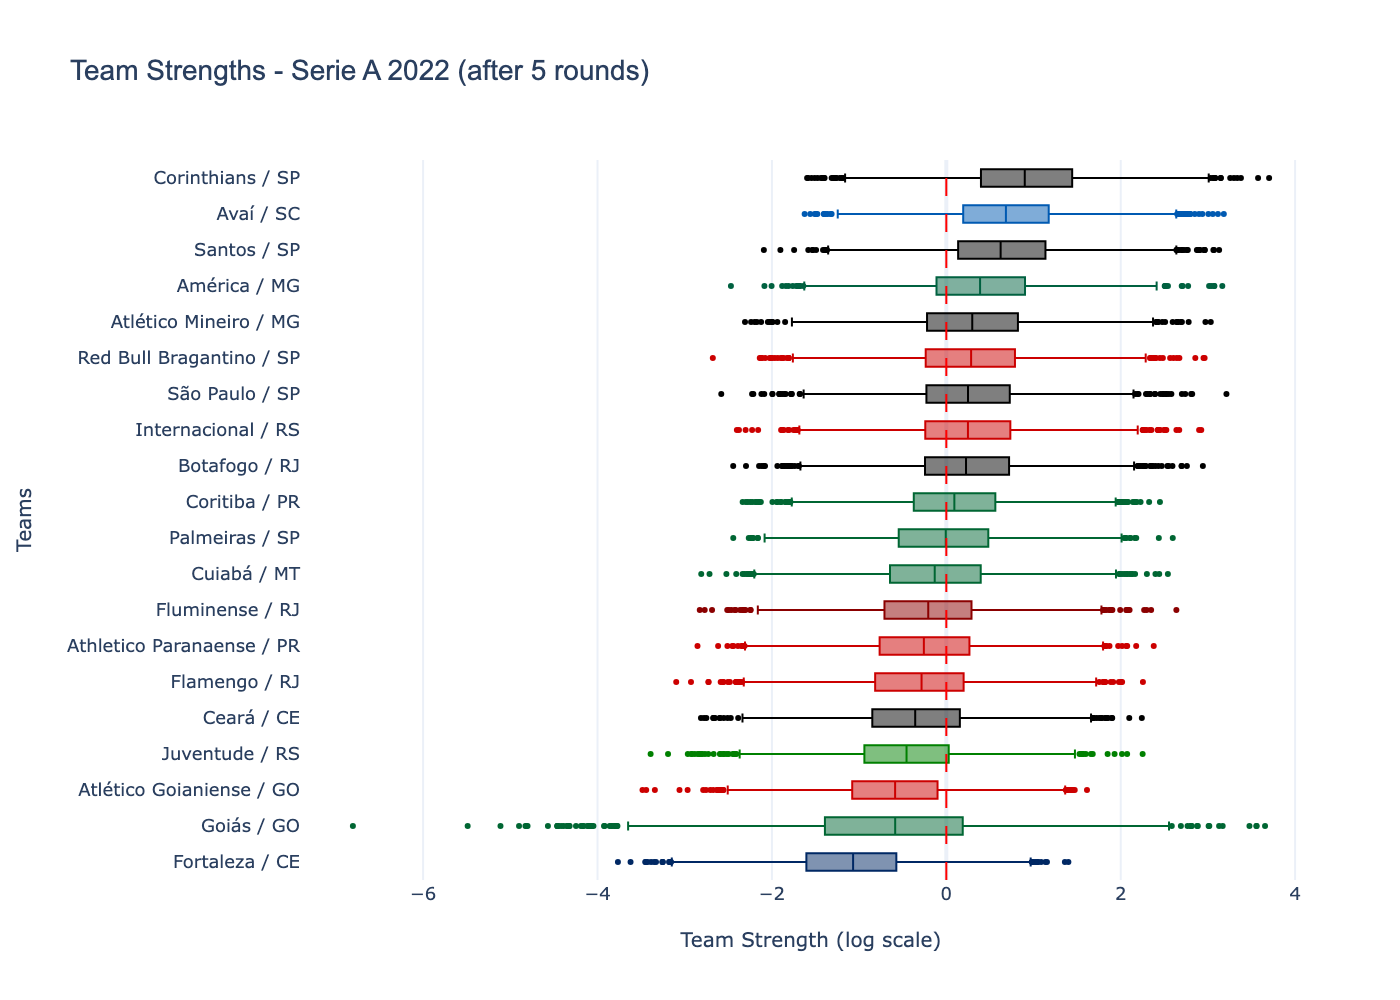 Team Strengths - Serie A 2022 (after 5 rounds)
Teams
Corinthians / SP
Avaí / SC
Santos / SP
América / MG
Atlético Mineiro / MG
Red Bull Bragantino / SP
São Paulo / SP
Internacional / RS
Botafogo / RJ
Coritiba / PR
Palmeiras / SP
Cuiabá / MT
Fluminense / RJ
Athletico Paranaense / PR
Flamengo / RJ
Ceará / CE
Juventude / RS
Atlético Goianiense / GO
Goiás / GO
Fortaleza / CE
−6 −4 −2 0 2 4
Team Strength (log scale)